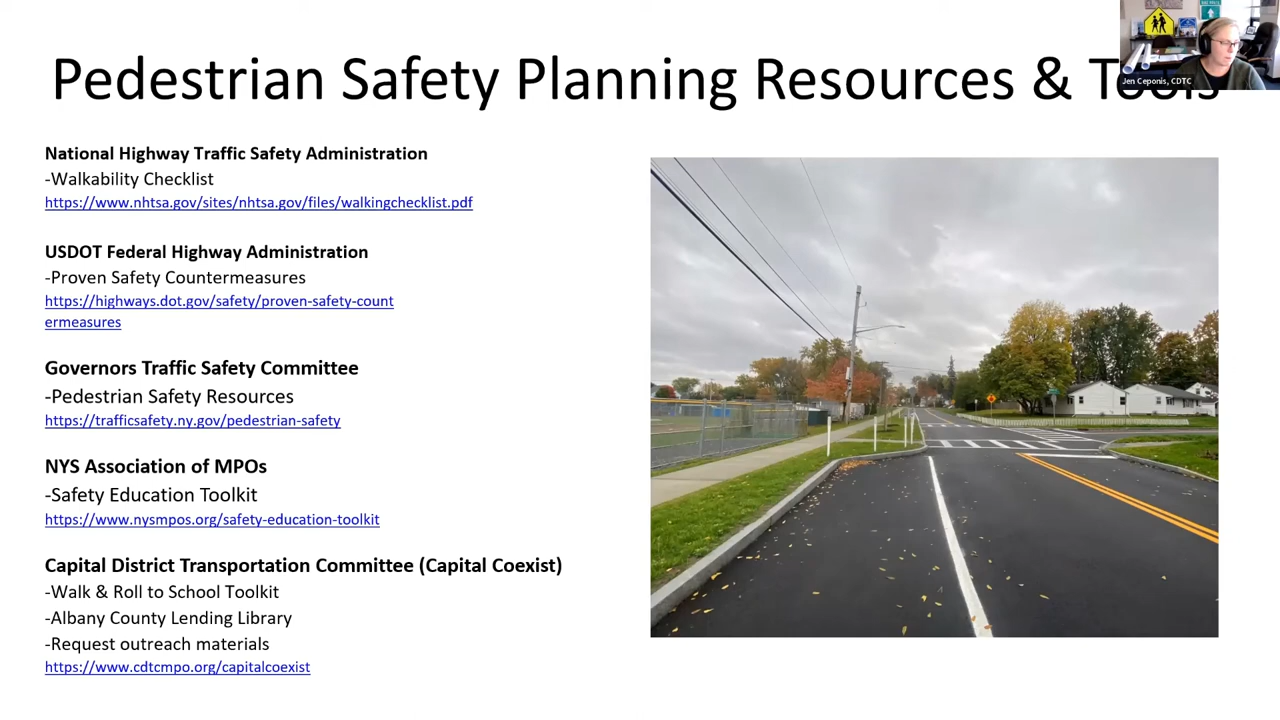 Pedestrian Safety Planning Resources & Tools
Jen Ceponis, CDTC
National Highway Traffic Safety Administration
-Walkability Checklist
https://www.nhtsa.gov/sites/nhtsa.gov/files/walkingchecklist.pdf
USDOT Federal Highway Administration
-Proven Safety Countermeasures
https://highways.dot.gov/safety/proven-safety-count
ermeasures
Governors Traffic Safety Committee
-Pedestrian Safety Resources
https://trafficsafety.ny.gov/pedestrian-safety
NYS Association of MPOs
-Safety Education Toolkit
https://www.nysmpos.org/safety-education-toolkit
Capital District Transportation Committee (Capital Coexist)
-Walk & Roll to School Toolkit
-Albany County Lending Library
-Request outreach materials
https://www.cdtcmpo.org/capitalcoexist